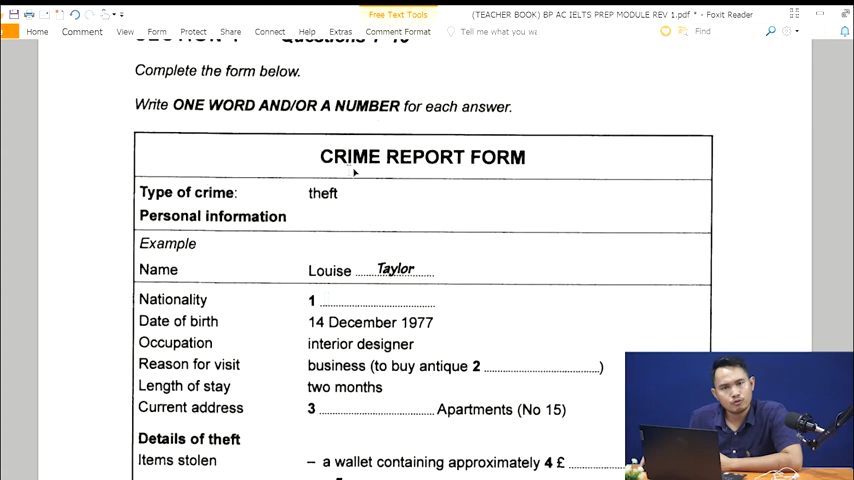 (TEACHER BOOK) BP AC IELTS PREP MODULE REV 1.pdf * - Foxit Reader
Free Text Tools
Home Comment View Form Protect Share Connect Help Extras Comment Format Tell me what you wa Find
Complete the form below.
Write ONE WORD AND/OR A NUMBER for each answer.
CRIME REPORT FORM
Type of crime: theft
Personal information
Example
Name Louise Taylor
Nationality 1
Date of birth 14 December 1977
Occupation interior designer
Reason for visit business (to buy antique 2 )
Length of stay two months
Current address 3 Apartments (No 15)
Details of theft
Items stolen – a wallet containing approximately 4 £